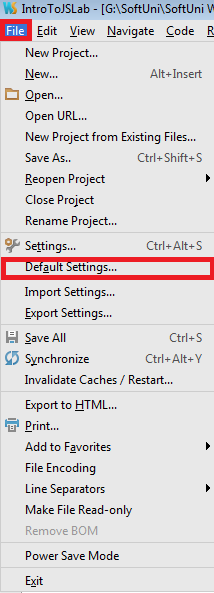 IntroToJSLab - [G:\SoftUni\SoftUni W
File Edit View Navigate Code R
New Project...
New... Alt+Insert
Open...
Open URL...
New Project from Existing Files...
Save As.. Ctrl+Shift+S
Reopen Project
Close Project
Rename Project...
Settings... Ctrl+Alt+S
Default Settings...
Import Settings...
Export Settings...
Save All Ctrl+S
Synchronize Ctrl+Alt+Y
Invalidate Caches / Restart...
Export to HTML...
Print...
Add to Favorites
File Encoding
Line Separators
Make File Read-only
Remove BOM
Power Save Mode
Exit